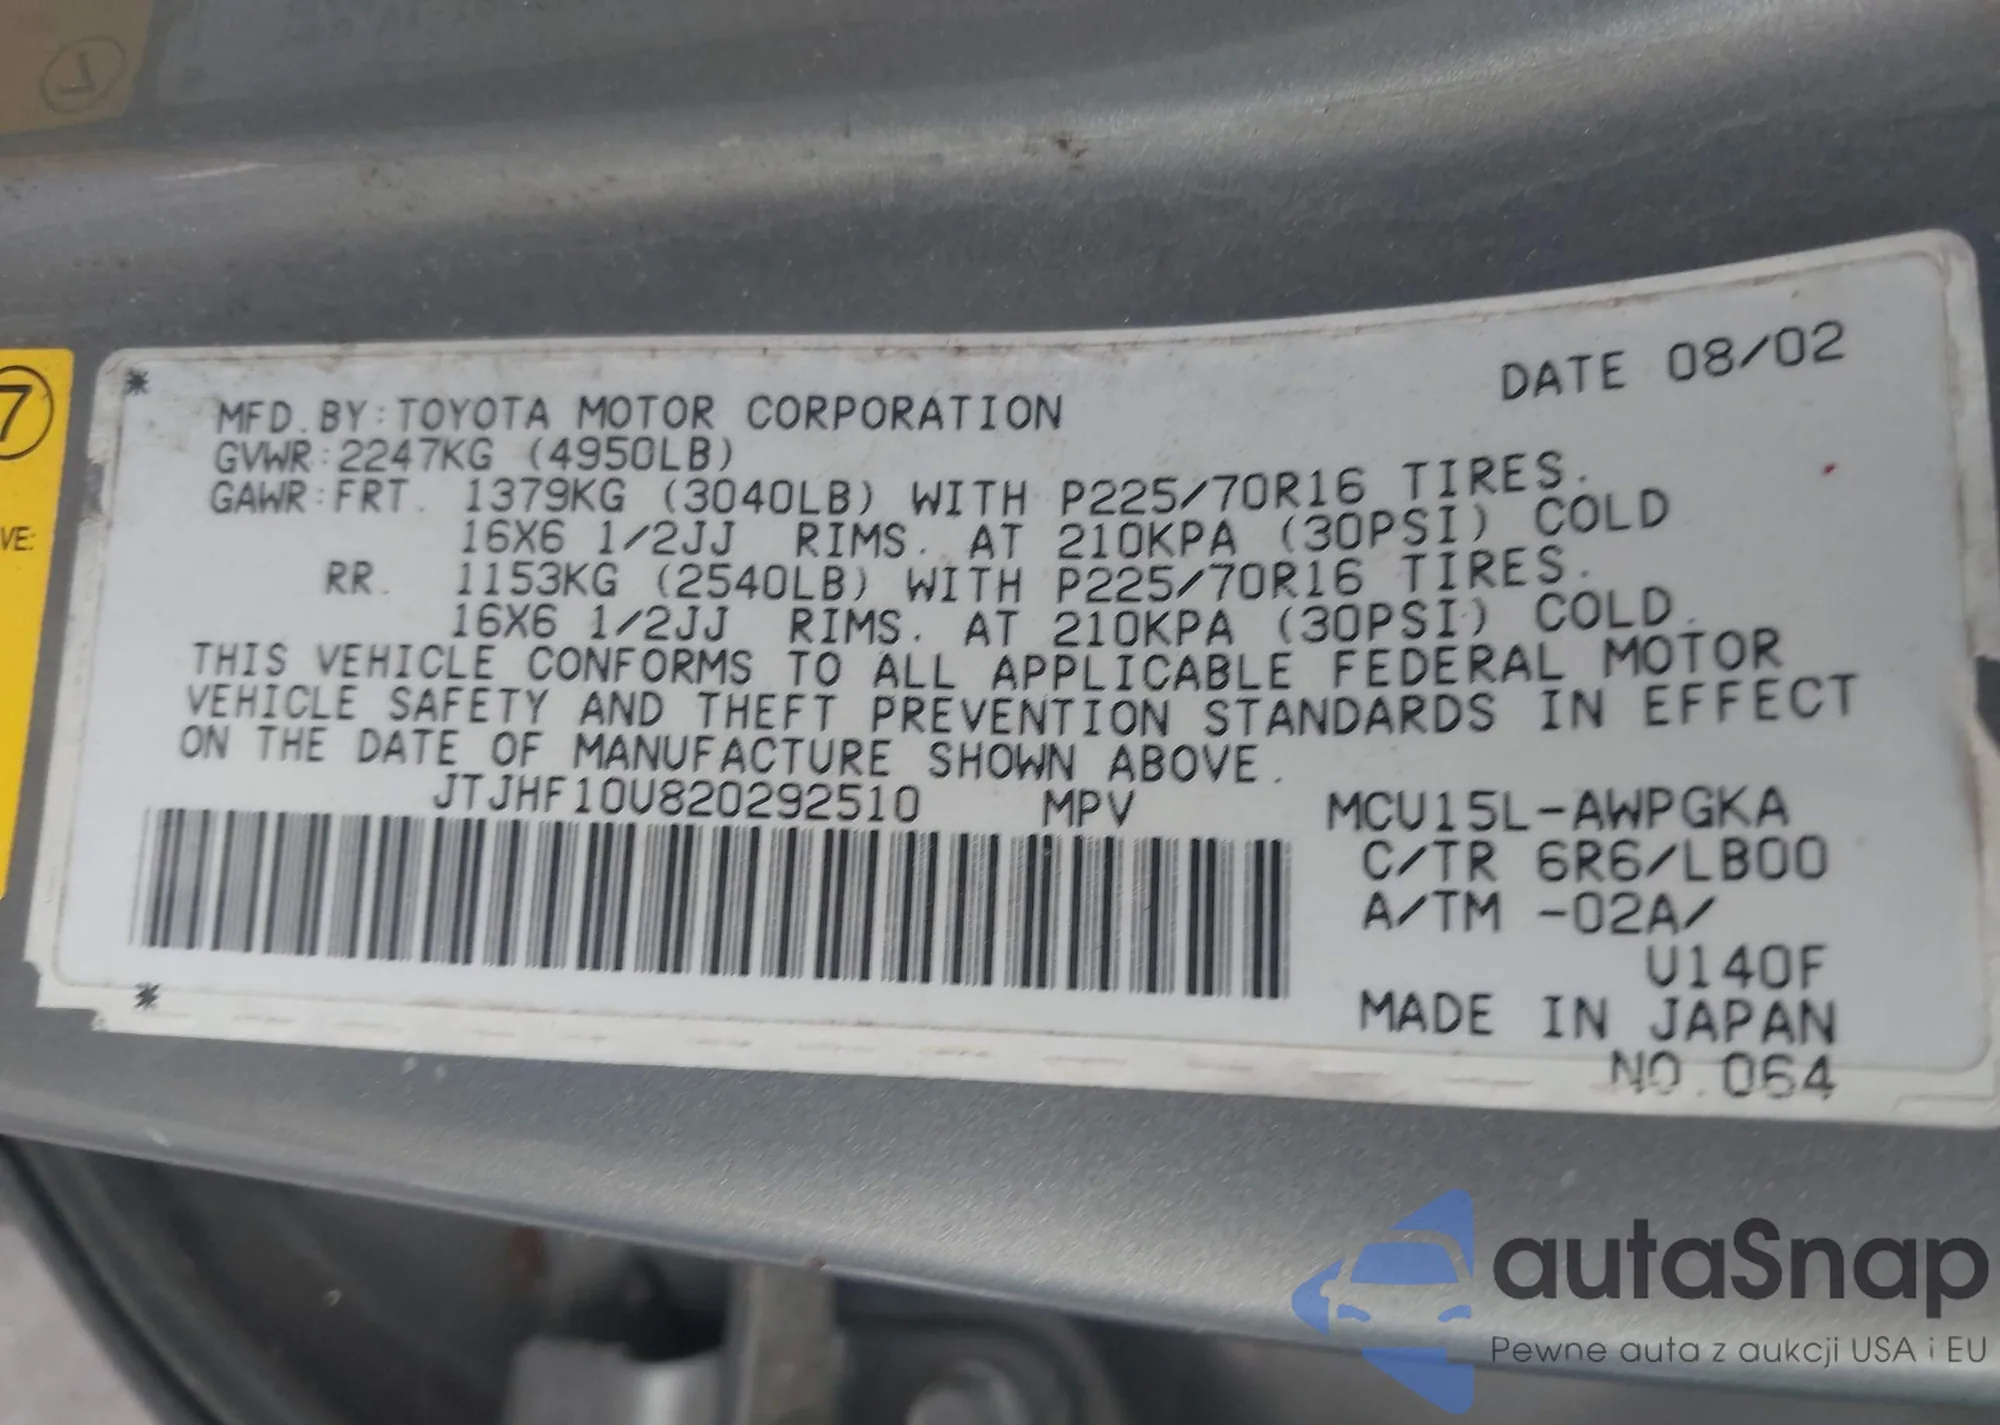 DATE 08/02
MFD. BY: TOYOTA MOTOR CORPORATION
GVWR: 2247KG (4950LB)
GAWR: FRT. 1379KG (3040LB) WITH P225/70R16 TIRES.
16X6 1/2JJ RIMS. AT 210KPA (30PSI) COLD
RR. 1153KG (2540LB) WITH P225/70R16 TIRES.
16X6 1/2JJ RIMS. AT 210KPA (30PSI) COLD.
THIS VEHICLE CONFORMS TO ALL APPLICABLE FEDERAL MOTOR
VEHICLE SAFETY AND THEFT PREVENTION STANDARDS IN EFFECT
ON THE DATE OF MANUFACTURE SHOWN ABOVE.
JTJHF10U820292510 MPV MCU15L-AWPGKA
C/TR 6R6/LB00
A/TM -02A/
U140F
MADE IN JAPAN
NO. 064
7
VE:
autaSnap
Pewne auta z aukcji USA i EU